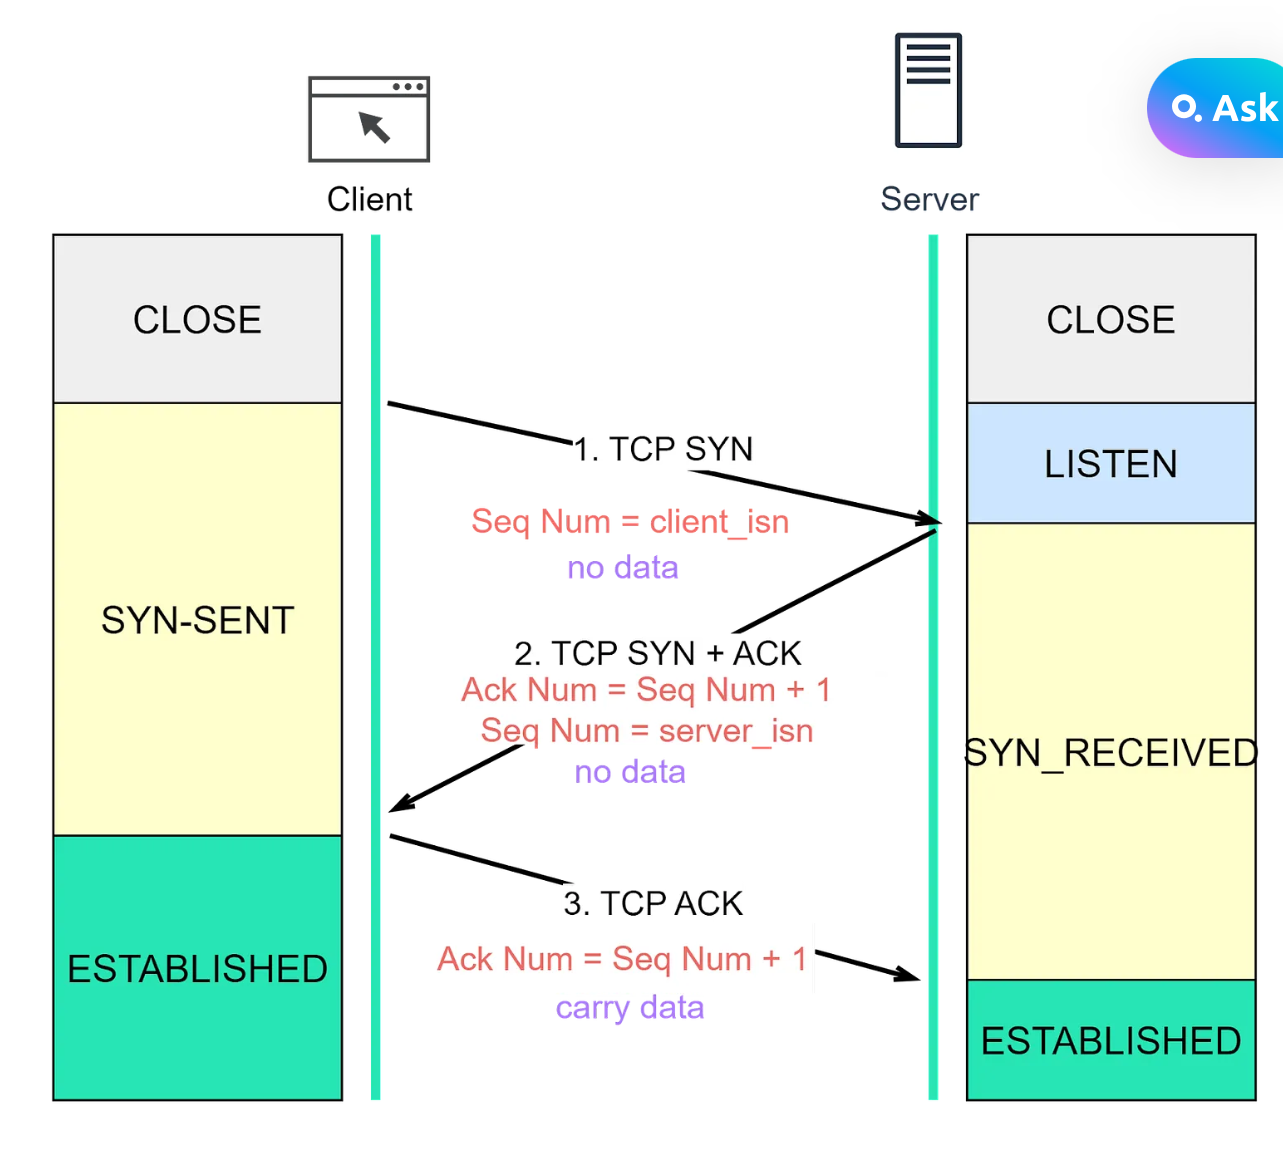 Ask
Client
Server
CLOSE
CLOSE
1. TCP SYN
LISTEN
Seq Num = client_isn
no data
SYN-SENT
2. TCP SYN + ACK
Ack Num = Seq Num + 1
Seq Num = server_isn
SYN_RECEIVED
no data
3. TCP ACK
Ack Num = Seq Num + 1
ESTABLISHED
carry data
ESTABLISHED